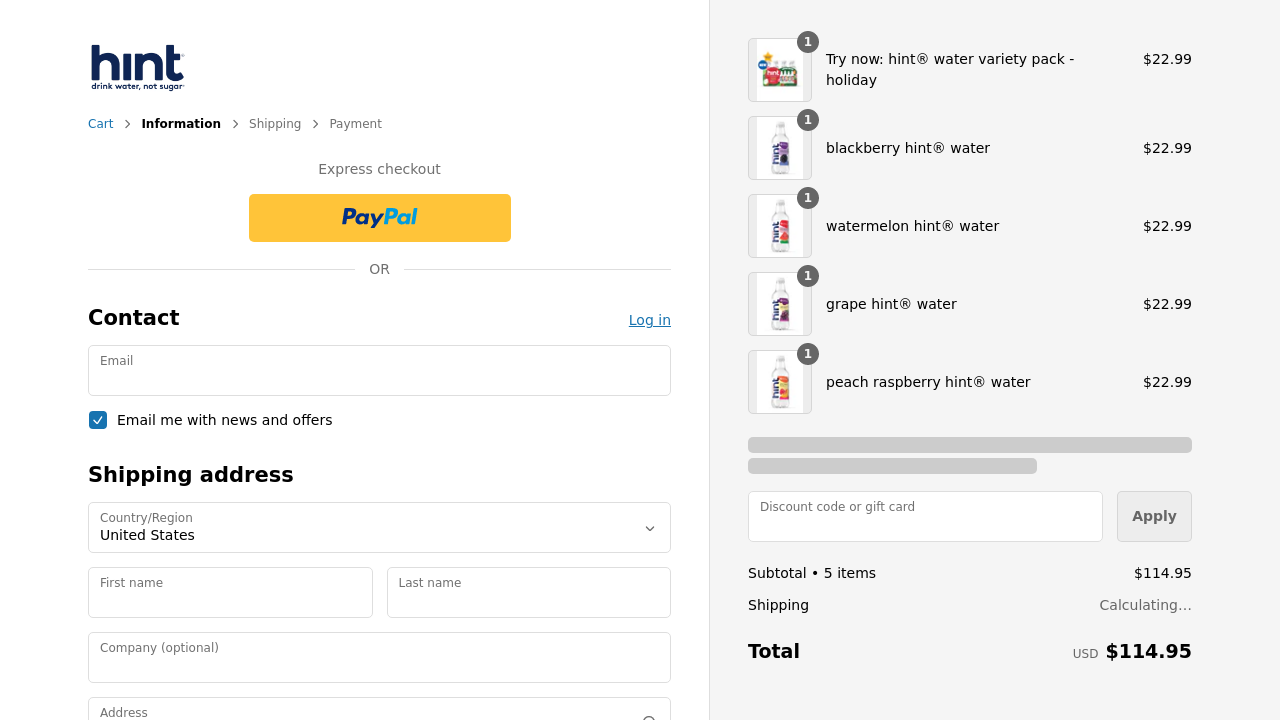 hint
drink water, not sugar
Cart > Information > Shipping > Payment
Express checkout
PayPal
OR
Contact
Log in
Email
Email me with news and offers
Shipping address
Country/Region
United States
First name
Last name
Company (optional)
Address
1
Try now: hint® water variety pack - holiday
$22.99
1
blackberry hint® water
$22.99
1
watermelon hint® water
$22.99
1
grape hint® water
$22.99
1
peach raspberry hint® water
$22.99
Discount code or gift card
Apply
Subtotal • 5 items
$114.95
Shipping
Calculating…
Total
USD $114.95